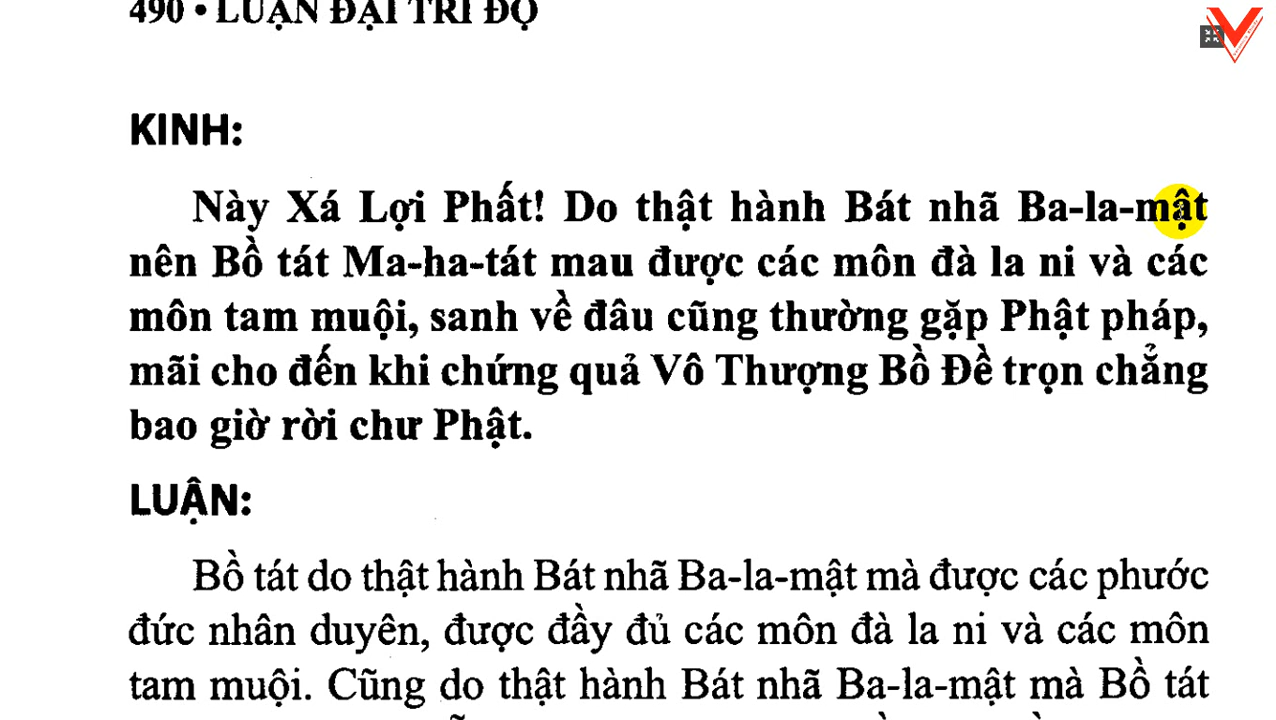 490 • LUẬN ĐẠI TRÍ ĐỘ
KINH:
Này Xá Lợi Phất! Do thật hành Bát nhã Ba-la-mật
nên Bồ tát Ma-ha-tát mau được các môn đà la ni và các
môn tam muội, sanh về đâu cũng thường gặp Phật pháp,
mãi cho đến khi chứng quả Vô Thượng Bồ Đề trọn chẳng
bao giờ rời chư Phật.
LUẬN:
Bồ tát do thật hành Bát nhã Ba-la-mật mà được các phước
đức nhân duyên, được đầy đủ các môn đà la ni và các môn
tam muội. Cũng do thật hành Bát nhã Ba-la-mật mà Bồ tát